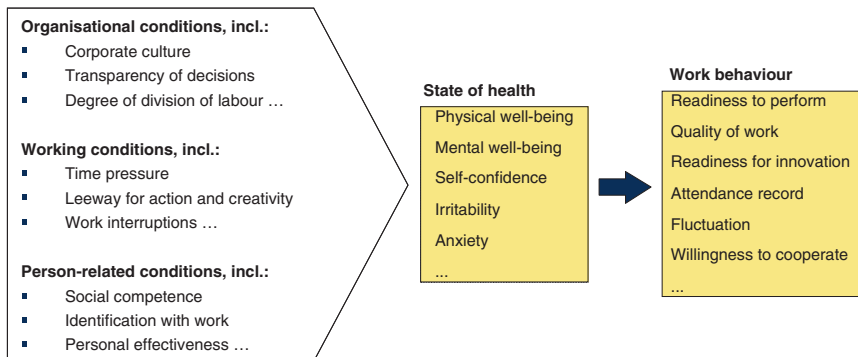 Organisational conditions, incl.:
▪ Corporate culture
▪ Transparency of decisions
▪ Degree of division of labour …
Working conditions, incl.:
▪ Time pressure
▪ Leeway for action and creativity
▪ Work interruptions …
Person-related conditions, incl.:
▪ Social competence
▪ Identification with work
▪ Personal effectiveness …
State of health
Physical well-being
Mental well-being
Self-confidence
Irritability
Anxiety
...
Work behaviour
Readiness to perform
Quality of work
Readiness for innovation
Attendance record
Fluctuation
Willingness to cooperate
...